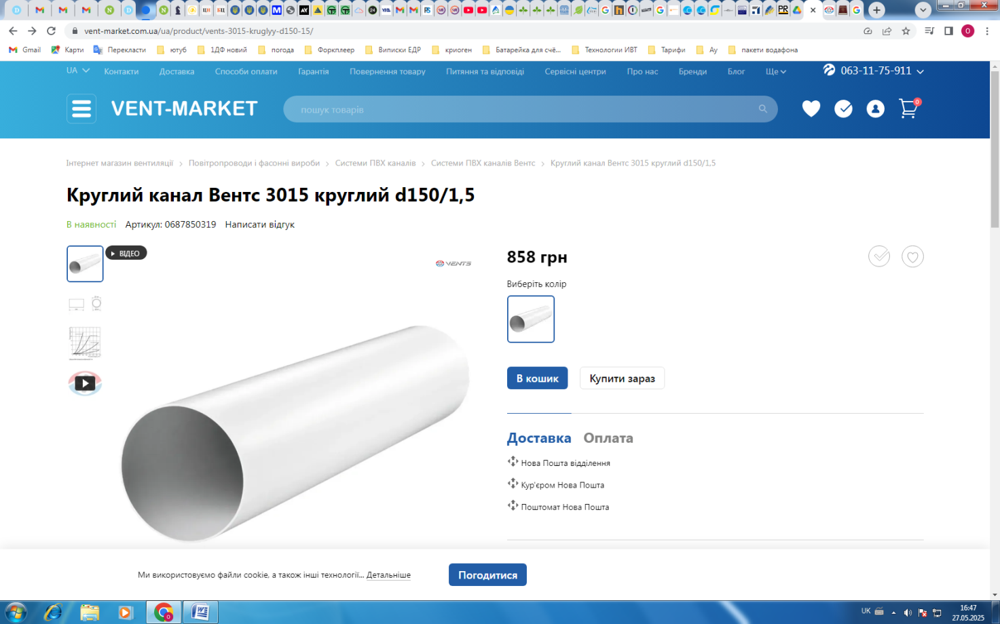 vent-market.com.ua/ua/product/vents-3015-kruglyy-d150-15/
Gmail Карти Перекласти ютуб 1ДФ новий погода Форкплеер Виписки ЕДР криоген Батарейка для счё... Технологии ИВТ Тарифи Ау пакети водафона
UA Контакти Доставка Способи оплати Гарантія Повернення товару Питяння та відповіді Сервісні центри Про нас Бренди Блог Ще 063-11-75-911
VENT-MARKET пошук товарів 0
Інтернет магазин вентиляції > Повітропроводи і фасонні вироби > Системи ПВХ каналів > Системи ПВХ каналів Вентс > Круглий канал Вентс 3015 круглий d150/1,5
Круглий канал Вентс 3015 круглий d150/1,5
В наявності Артикул: 0687850319 Написати відгук
ВІДЕО
VENTS
858 грн
Виберіть колір
В кошик Купити зараз
Доставка Оплата
Нова Пошта відділення
Кур'єром Нова Пошта
Поштомат Нова Пошта
Ми використовуємо файли cookie, а також інші технології... Детальніше Погодитися
UK 16:47
27.05.2025